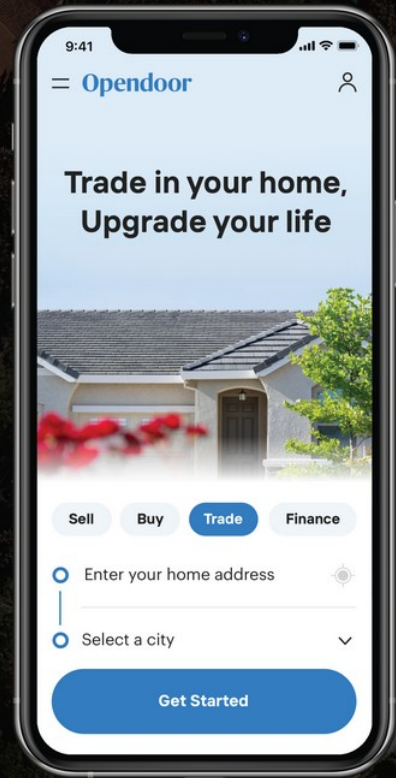 9:41
Opendoor
Trade in your home,
Upgrade your life
Sell Buy Trade Finance
Enter your home address
Select a city
Get Started